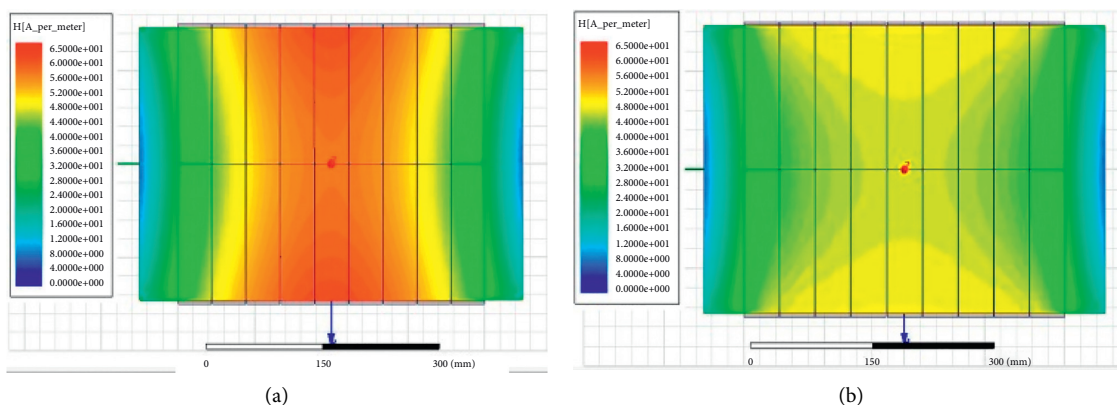 H[A_per_meter]
6.5000e+001
6.0000e+001
5.6000e+001
5.2000e+001
4.8000e+001
4.4000e+001
4.0000e+001
3.6000e+001
3.2000e+001
2.8000e+001
2.4000e+001
2.0000e+001
1.6000e+001
1.2000e+001
8.0000e+000
4.0000e+000
0.0000e+000
0 150 300 (mm)
(a)
H[A_per_meter]
6.5000e+001
6.0000e+001
5.6000e+001
5.2000e+001
4.8000e+001
4.4000e+001
4.0000e+001
3.6000e+001
3.2000e+001
2.8000e+001
2.4000e+001
2.0000e+001
1.6000e+001
1.2000e+001
8.0000e+000
4.0000e+000
0.0000e+000
0 150 300 (mm)
(b)